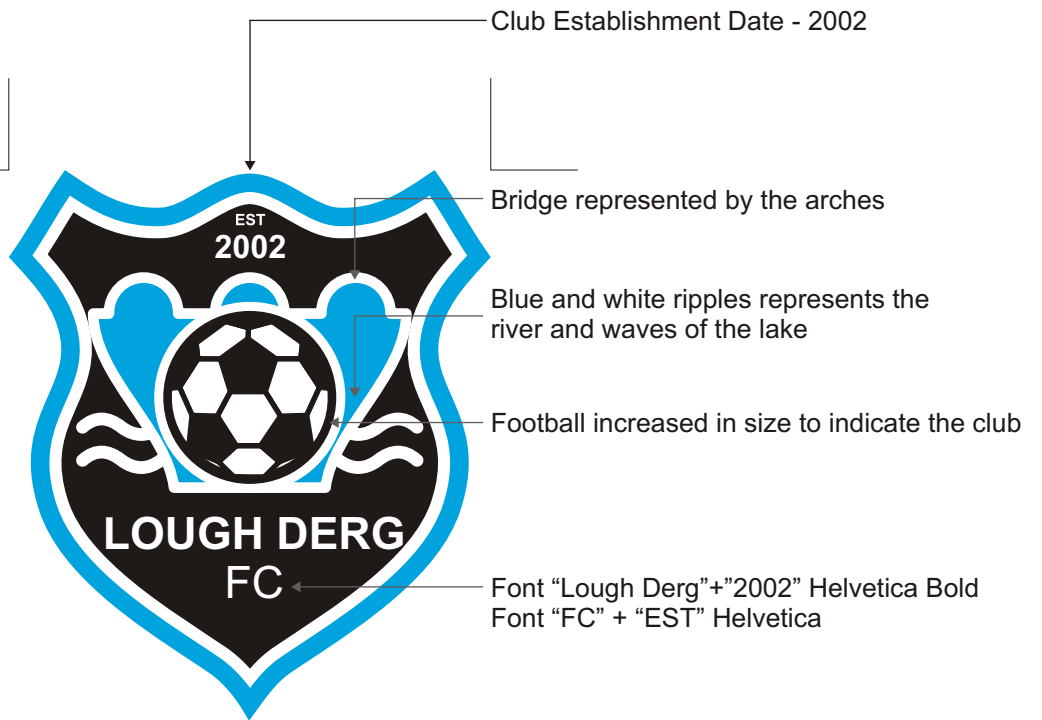 Club Establishment Date - 2002
EST
2002
Bridge represented by the arches
Blue and white ripples represents the
river and waves of the lake
Football increased in size to indicate the club
LOUGH DERG
FC
Font “Lough Derg”+”2002” Helvetica Bold
Font “FC” + “EST” Helvetica